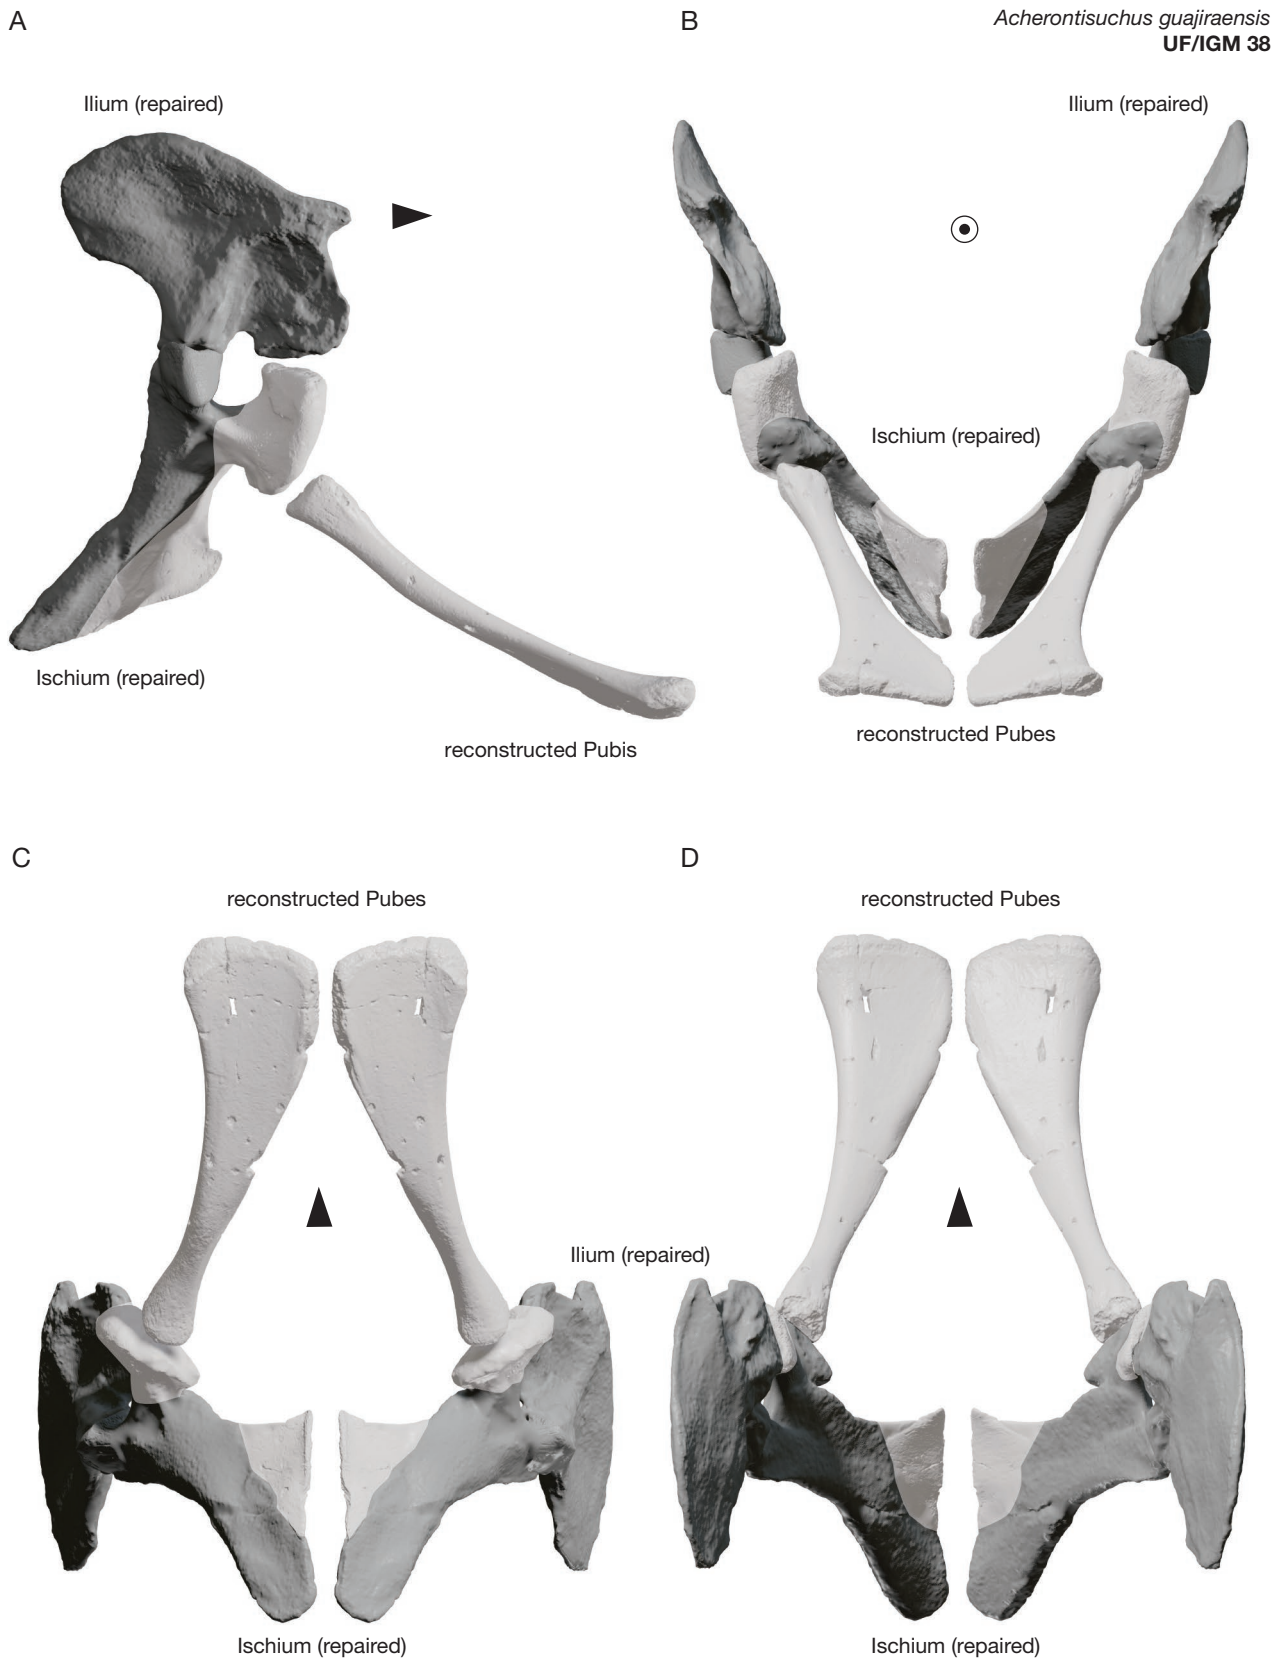 A
B
Acherontisuchus guajiraensis
UF/IGM 38
Ilium (repaired)
Ilium (repaired)
Ischium (repaired)
Ischium (repaired)
reconstructed Pubis
reconstructed Pubes
C
D
reconstructed Pubes
reconstructed Pubes
Ilium (repaired)
Ischium (repaired)
Ischium (repaired)